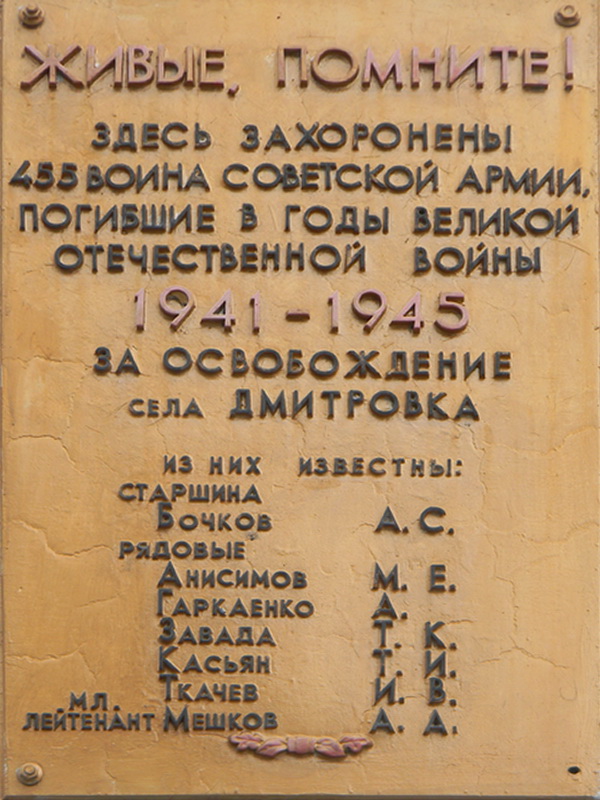 ЖИВЫЕ, ПОМНИТЕ!
ЗДЕСЬ ЗАХОРОНЕНЫ
455 ВОИНА СОВЕТСКОЙ АРМИИ,
ПОГИБШИЕ В ГОДЫ ВЕЛИКОЙ
ОТЕЧЕСТВЕННОЙ ВОЙНЫ
1941-1945
ЗА ОСВОБОЖДЕНИЕ
СЕЛА ДМИТРОВКА
ИЗ НИХ ИЗВЕСТНЫ:
СТАРШИНА
БОЧКОВ А. С.
РЯДОВЫЕ
АНИСИМОВ М. Е.
ГАРКАЕНКО А.
ЗАВАДА Т. К.
КАСЬЯН Т. И.
ТКАЧЕВ И. В.
МЛ.
ЛЕЙТЕНАНТ МЕШКОВ А. А.